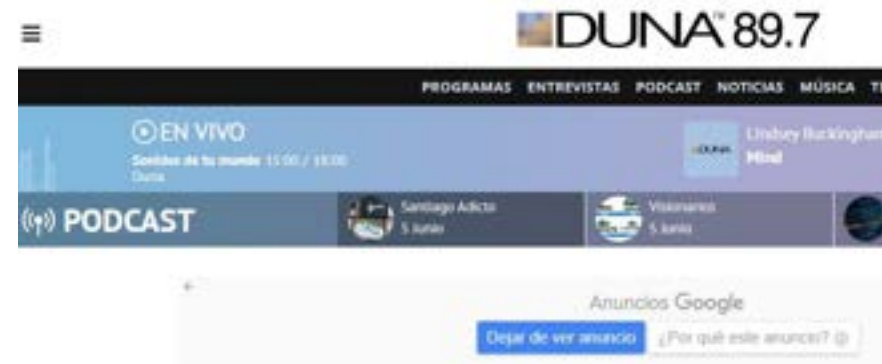 DUNA™ 89.7
PROGRAMAS ENTREVISTAS PODCAST NOTICIAS MÚSICA
EN VIVO
Sonidos de tu mundo 15:00 /
Duna
DUNA
Lindsey Buckingham
Mind
PODCAST
Santiago Adicto
5 Junio
Visionarios
5 Junio
Anuncios Google
Dejar de ver anuncio
¿Por qué este anuncio?